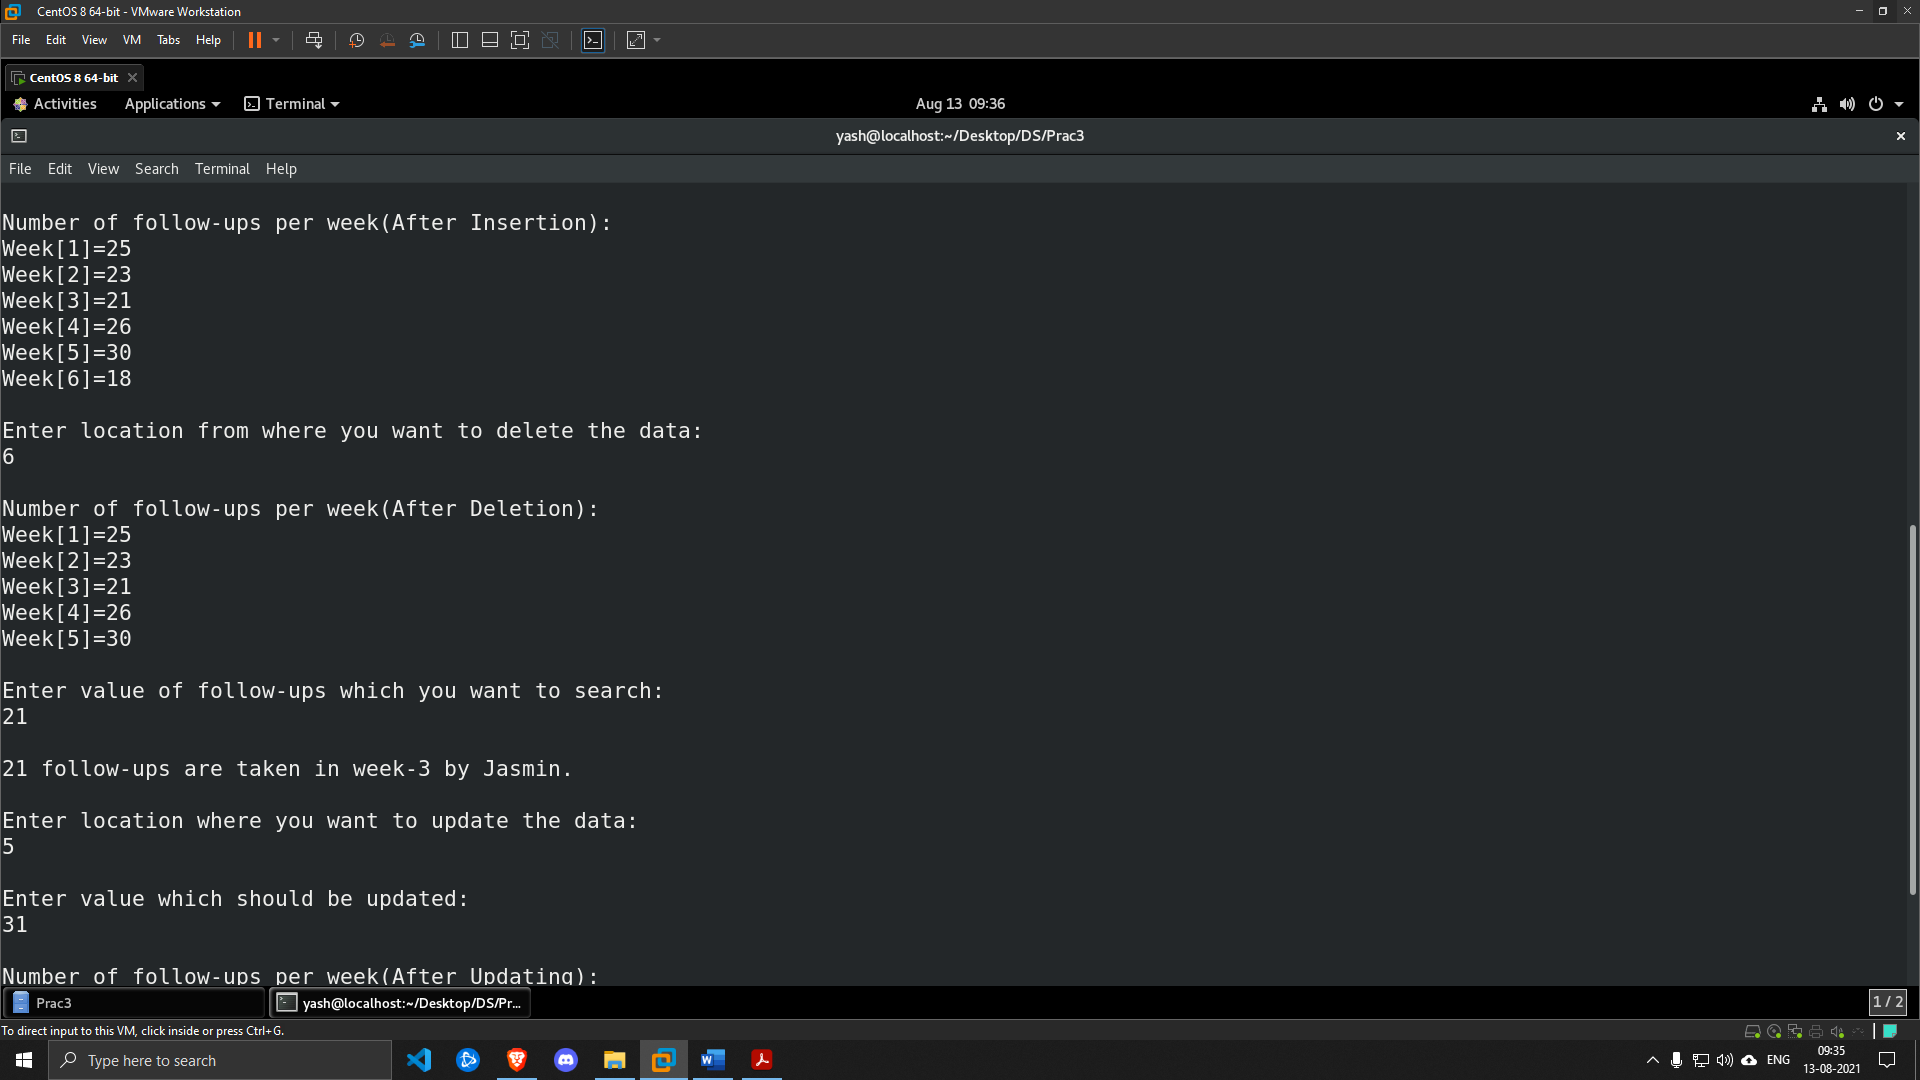 CentOS 8 64-bit - VMware Workstation
File Edit View VM Tabs Help
CentOS 8 64-bit
Activities Applications Terminal Aug 13 09:36
yash@localhost:~/Desktop/DS/Prac3
File Edit View Search Terminal Help
Number of follow-ups per week(After Insertion):
Week[1]=25
Week[2]=23
Week[3]=21
Week[4]=26
Week[5]=30
Week[6]=18
Enter location from where you want to delete the data:
6
Number of follow-ups per week(After Deletion):
Week[1]=25
Week[2]=23
Week[3]=21
Week[4]=26
Week[5]=30
Enter value of follow-ups which you want to search:
21
21 follow-ups are taken in week-3 by Jasmin.
Enter location where you want to update the data:
5
Enter value which should be updated:
31
Number of follow-ups per week(After Updating):
Prac3 yash@localhost:~/Desktop/DS/Pr... 1 / 2
To direct input to this VM, click inside or press Ctrl+G.
Type here to search ENG 09:35
13-08-2021